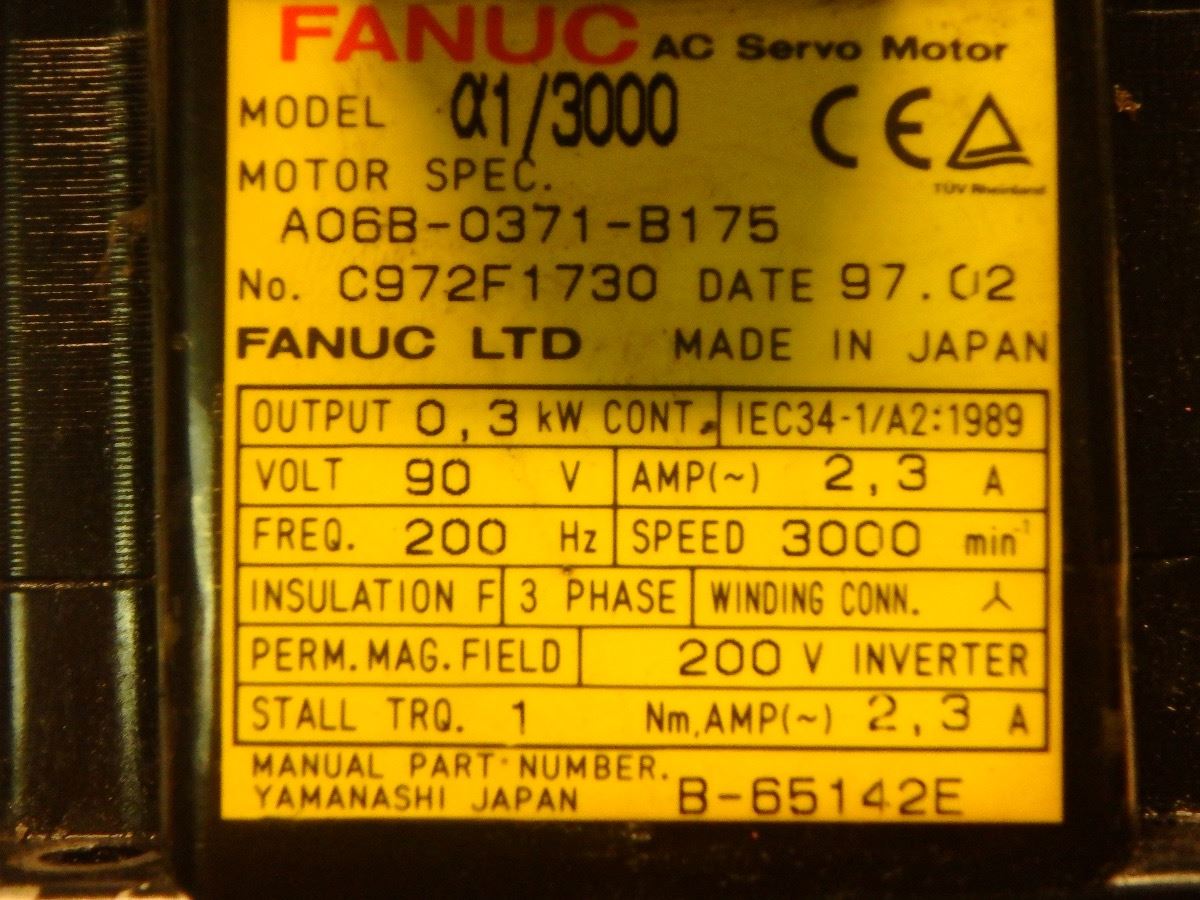 FANUC AC Servo Motor
MODEL α1/3000
CE
TÜV Rheinland
MOTOR SPEC.
A06B-0371-B175
No. C972F1730 DATE 97.02
FANUC LTD MADE IN JAPAN
OUTPUT 0,3 kW CONT. IEC34-1/A2:1989
VOLT 90 V AMP(~) 2,3 A
FREQ. 200 Hz SPEED 3000 min⁻¹
INSULATION F 3 PHASE WINDING CONN. ⅄
PERM.MAG.FIELD 200 V INVERTER
STALL TRQ. 1 Nm,AMP(~) 2,3 A
MANUAL PART NUMBER.
YAMANASHI JAPAN B-65142E